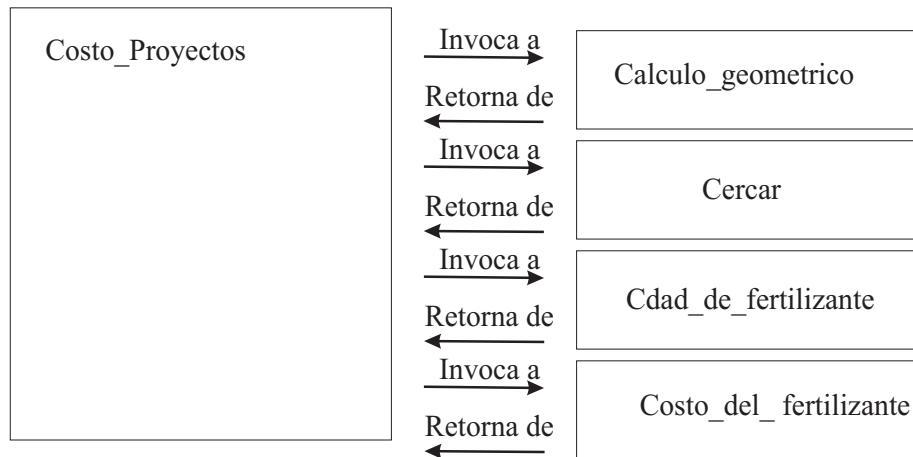 Costo_Proyectos
Invoca a
Calculo_geometrico
Retorna de
Invoca a
Cercar
Retorna de
Invoca a
Cdad_de_fertilizante
Retorna de
Invoca a
Costo_del_ fertilizante
Retorna de